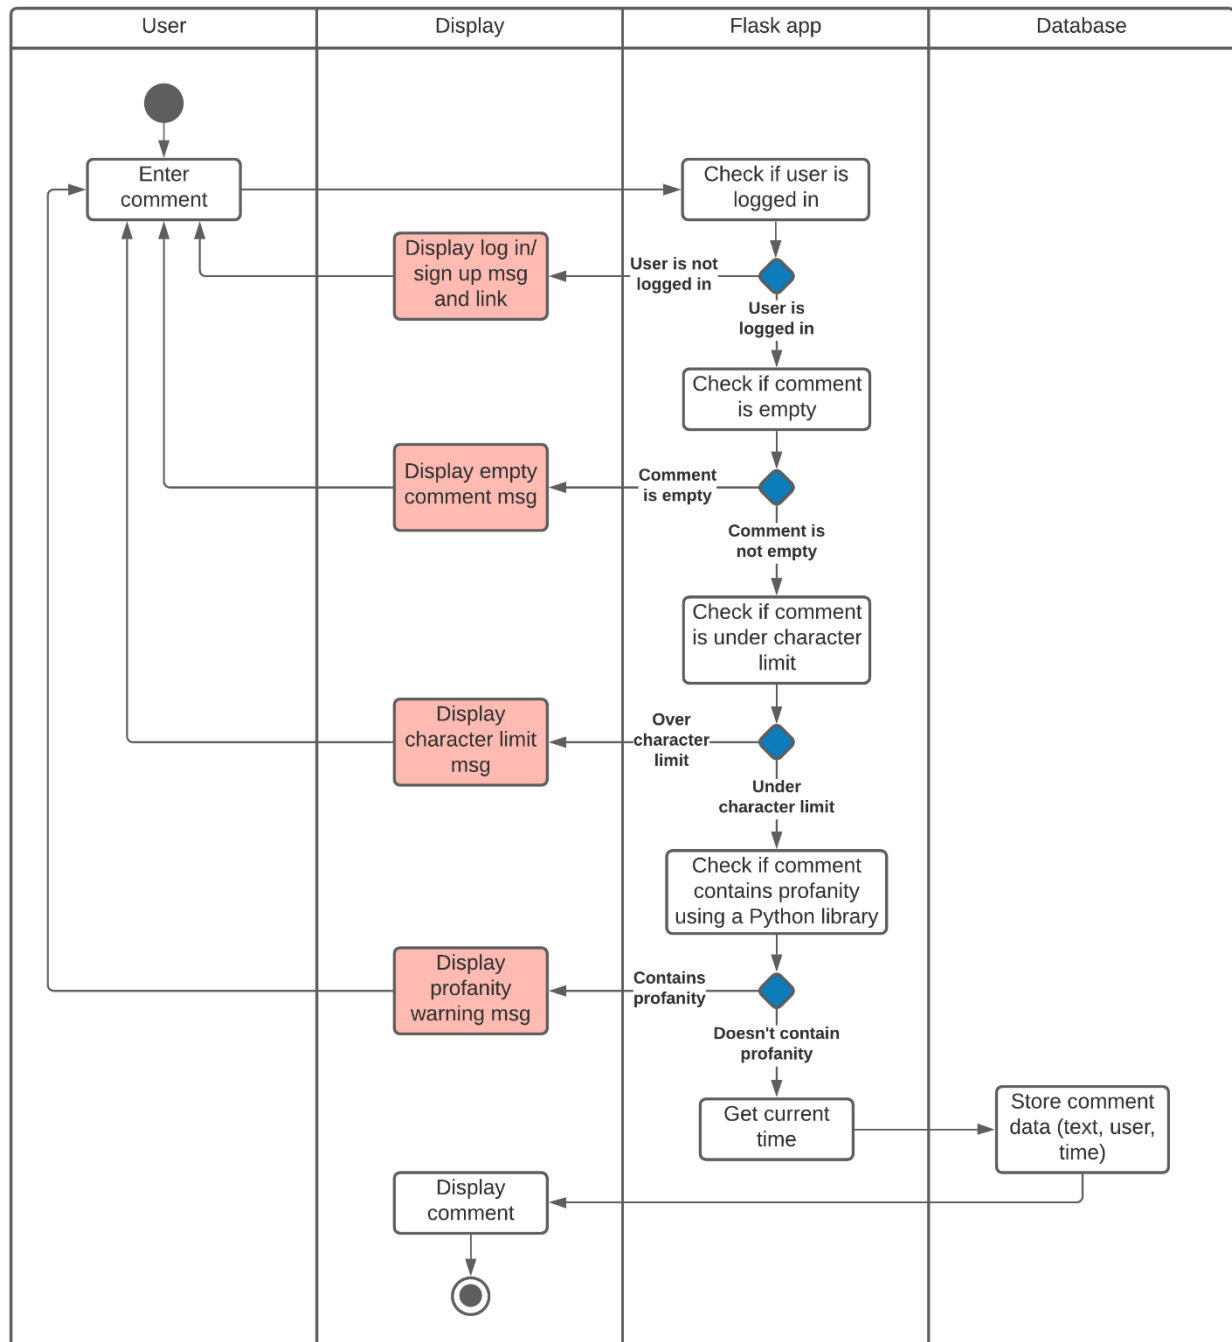 User
Display
Flask app
Database
Enter
comment
Check if user is
logged in
Display log in/
sign up msg
and link
User is not
logged in
User is
logged in
Check if comment
is empty
Display empty
comment msg
Comment
is empty
Comment is
not empty
Check if comment
is under character
limit
Display
character limit
msg
Over
character
limit
Under
character limit
Check if comment
contains profanity
using a Python library
Display
profanity
warning msg
Contains
profanity
Doesn't contain
profanity
Get current
time
Store comment
data (text, user,
time)
Display
comment